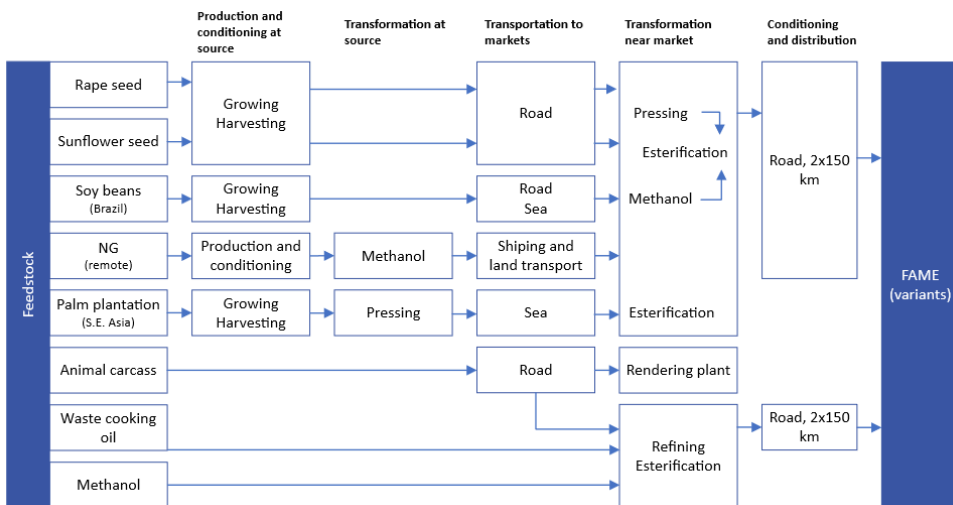 Production and
conditioning at
source
Transformation at
source
Transportation to
markets
Transformation
near market
Conditioning
and distribution
Feedstock
Rape seed
Growing
Harvesting
Road
Pressing
Esterification
Methanol
Road, 2x150
km
FAME
(variants)
Sunflower seed
Soy beans
(Brazil)
Growing
Harvesting
Road
Sea
NG
(remote)
Production and
conditioning
Methanol
Shiping and
land transport
Palm plantation
(S.E. Asia)
Growing
Harvesting
Pressing
Sea
Esterification
Animal carcass
Road
Rendering plant
Waste cooking
oil
Refining
Esterification
Road, 2x150
km
Methanol